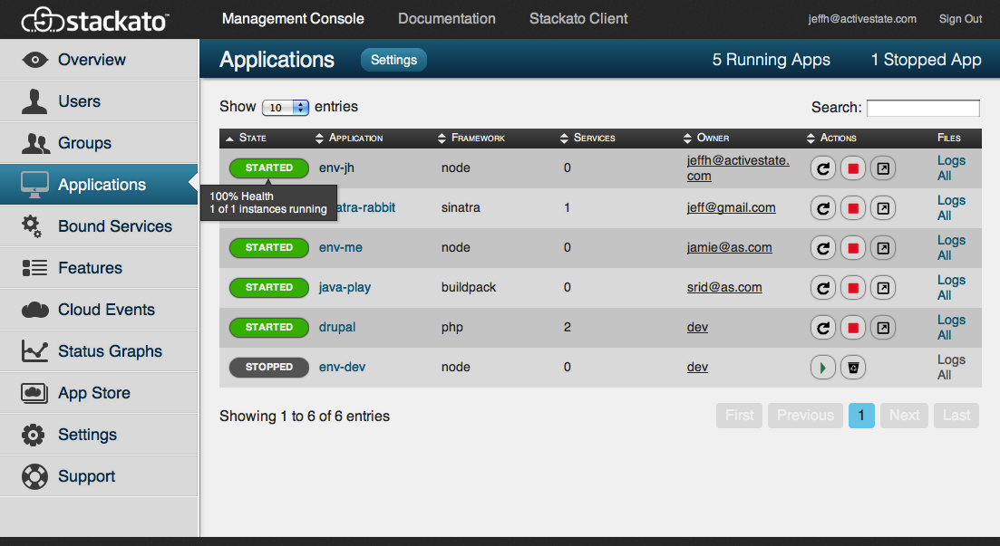 stackato™
Management Console
Documentation
Stackato Client
jeffh@activestate.com
Sign Out
Overview
Users
Groups
Applications
Bound Services
Features
Cloud Events
Status Graphs
App Store
Settings
Support
Applications
Settings
5 Running Apps
1 Stopped App
Show 10 entries
Search:
State Application Framework Services Owner Actions Files
STARTED env-jh node 0 jeffh@activestate.
com
Logs
All
100% Health
1 of 1 instances running
atra-rabbit sinatra 1 jeff@gmail.com Logs
All
STARTED env-me node 0 jamie@as.com Logs
All
STARTED java-play buildpack 0 srid@as.com Logs
All
STARTED drupal php 2 dev Logs
All
STOPPED env-dev node 0 dev Logs
All
Showing 1 to 6 of 6 entries
First Previous 1 Next Last